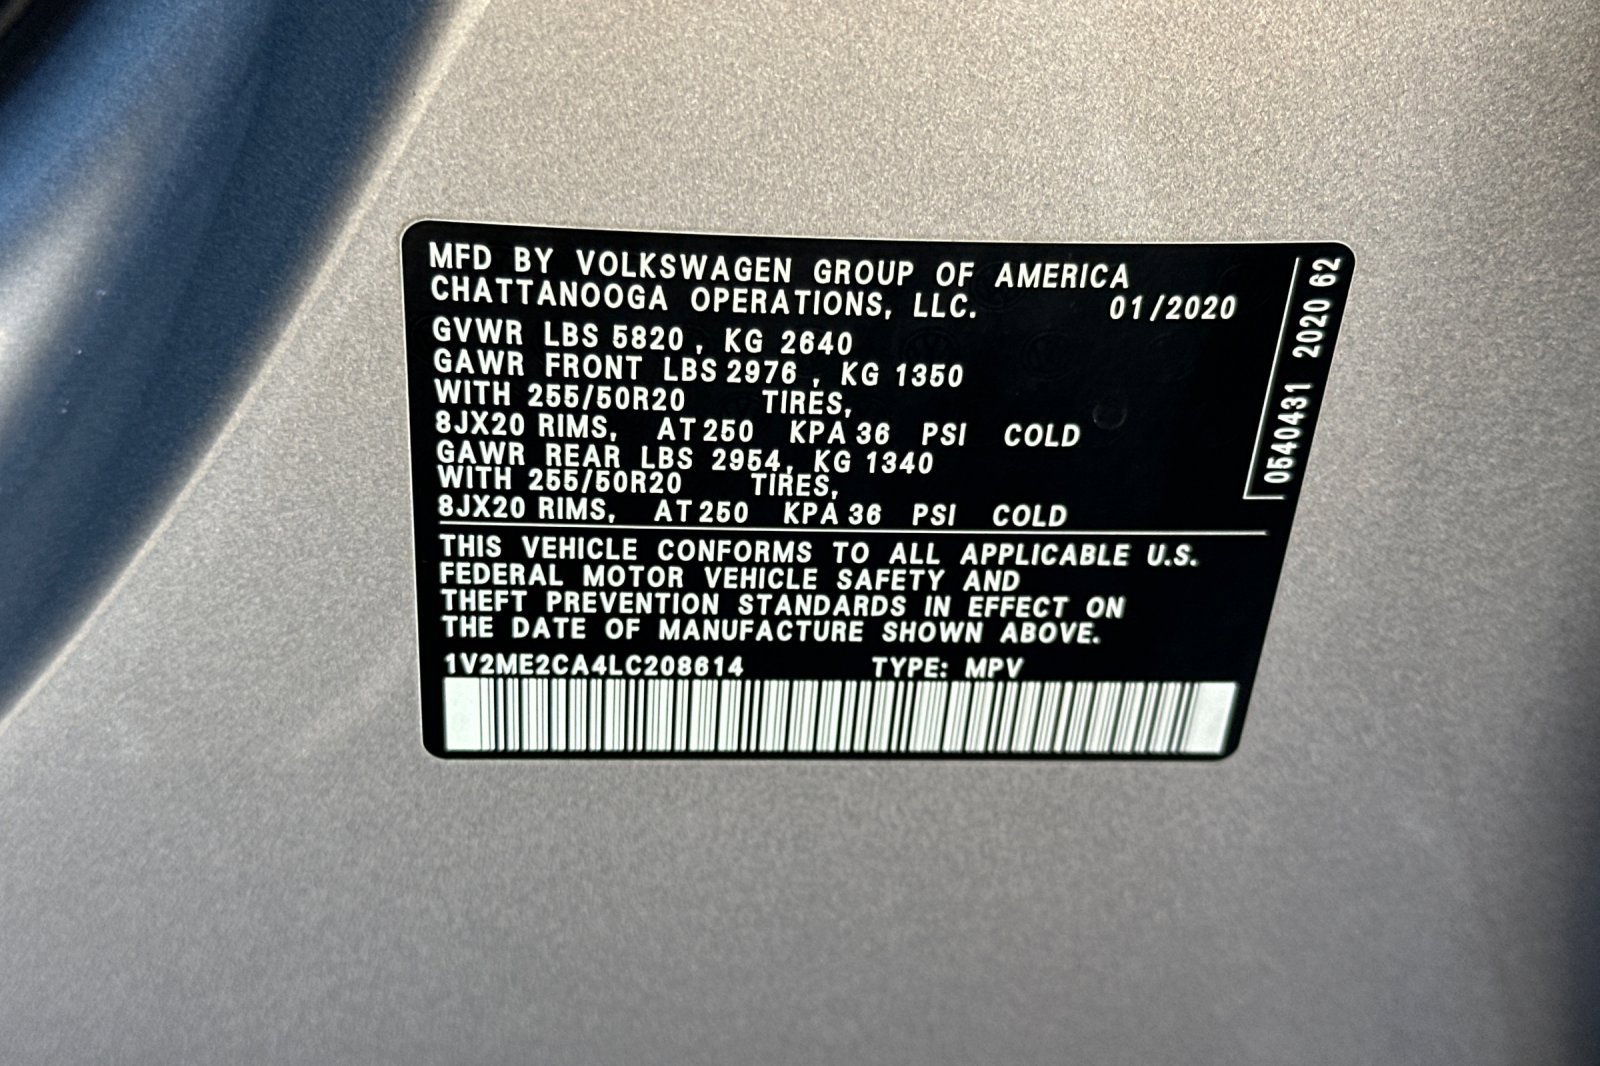 MFD BY VOLKSWAGEN GROUP OF AMERICA
CHATTANOOGA OPERATIONS, LLC. 01/2020
GVWR LBS 5820 , KG 2640
GAWR FRONT LBS 2976 , KG 1350
WITH 255/50R20 TIRES,
8JX20 RIMS, AT 250 KPA 36 PSI COLD
GAWR REAR LBS 2954, KG 1340
WITH 255/50R20 TIRES,
8JX20 RIMS, AT 250 KPA 36 PSI COLD
THIS VEHICLE CONFORMS TO ALL APPLICABLE U.S.
FEDERAL MOTOR VEHICLE SAFETY AND
THEFT PREVENTION STANDARDS IN EFFECT ON
THE DATE OF MANUFACTURE SHOWN ABOVE.
1V2ME2CA4LC208614 TYPE: MPV
0540431 2020 62